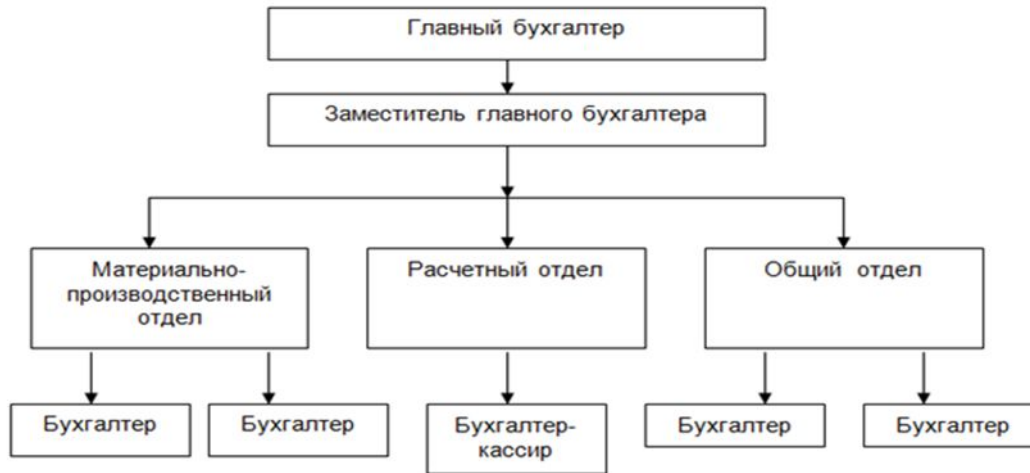 Главный бухгалтер
Заместитель главного бухгалтера
Материально-
производственный
отдел
Расчетный отдел
Общий отдел
Бухгалтер
Бухгалтер
Бухгалтер-
кассир
Бухгалтер
Бухгалтер